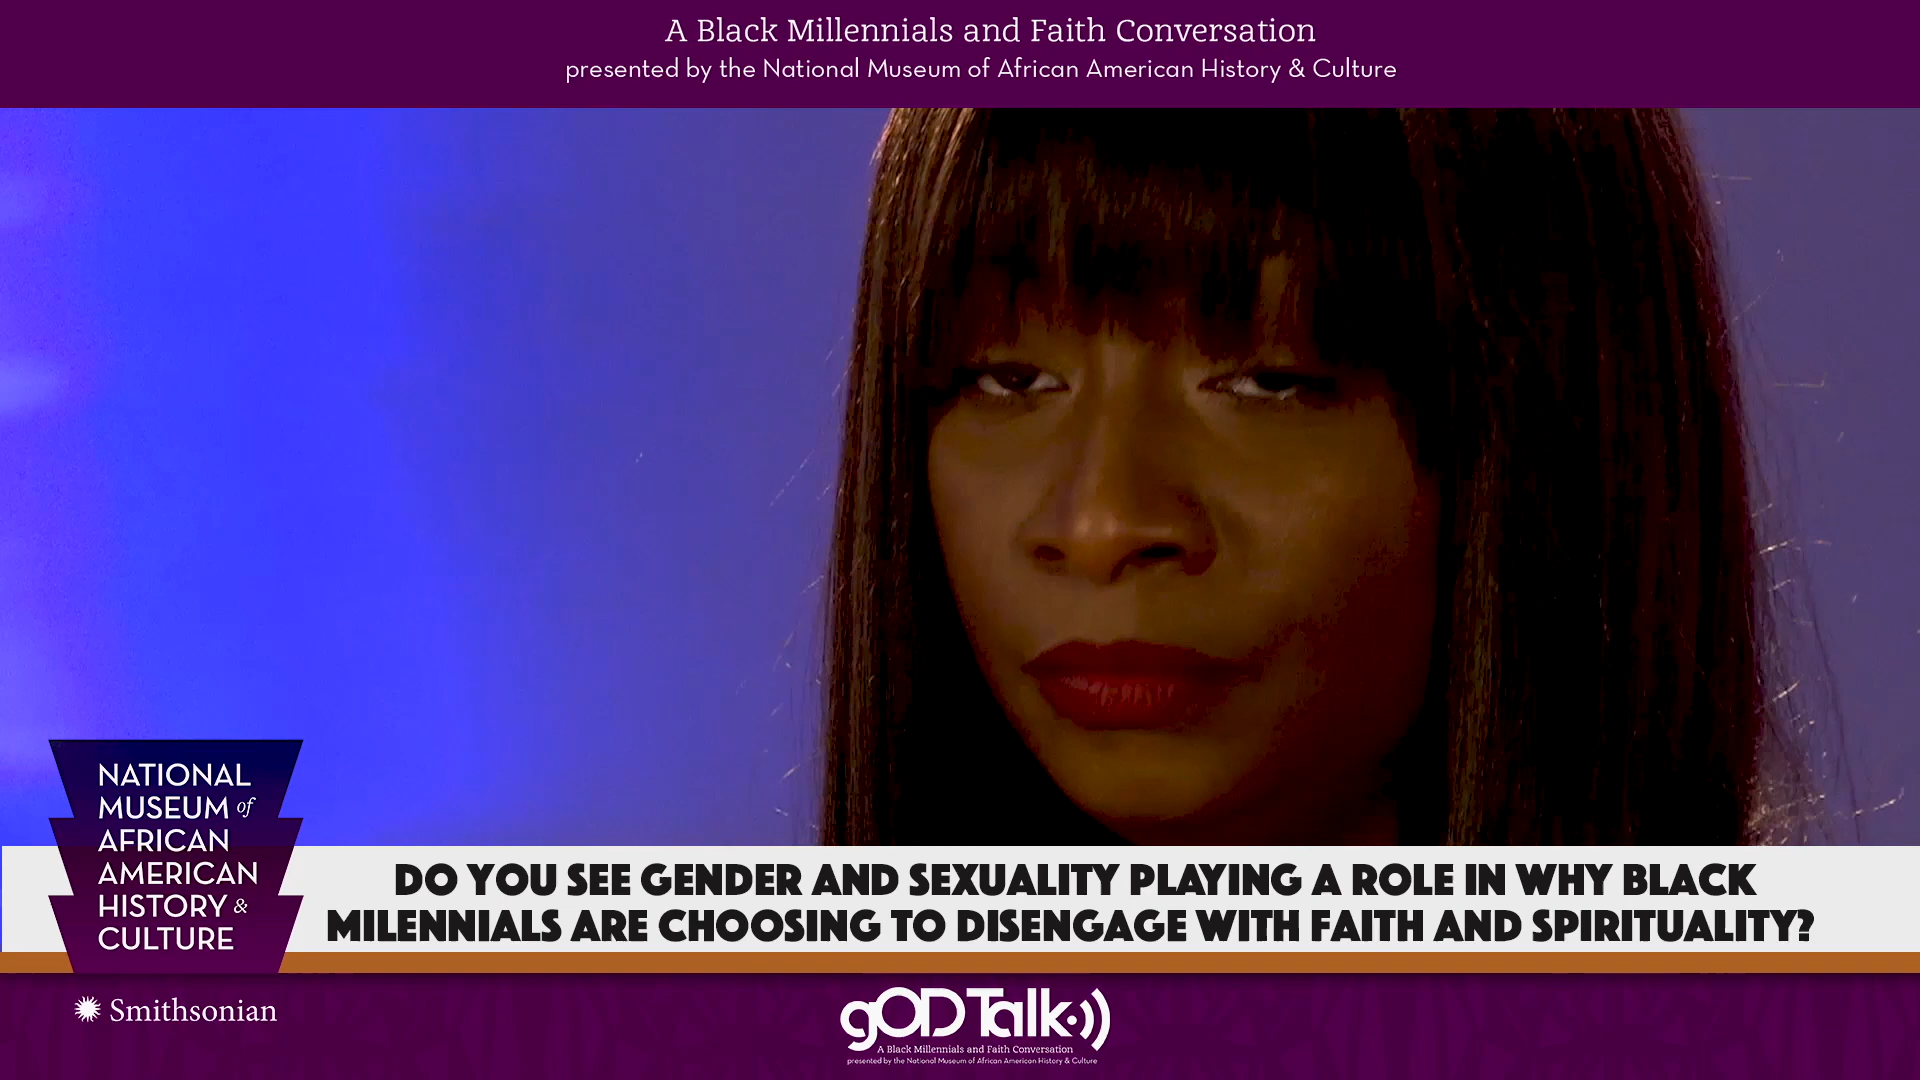 A Black Millennials and Faith Conversation
presented by the National Museum of African American History & Culture
NATIONAL
MUSEUM of
AFRICAN
AMERICAN
HISTORY &
CULTURE
DO YOU SEE GENDER AND SEXUALITY PLAYING A ROLE IN WHY BLACK
MILENNIALS ARE CHOOSING TO DISENGAGE WITH FAITH AND SPIRITUALITY?
Smithsonian
gOD Talk
A Black Millennials and Faith Conversation
presented by the National Museum of African American History & Culture